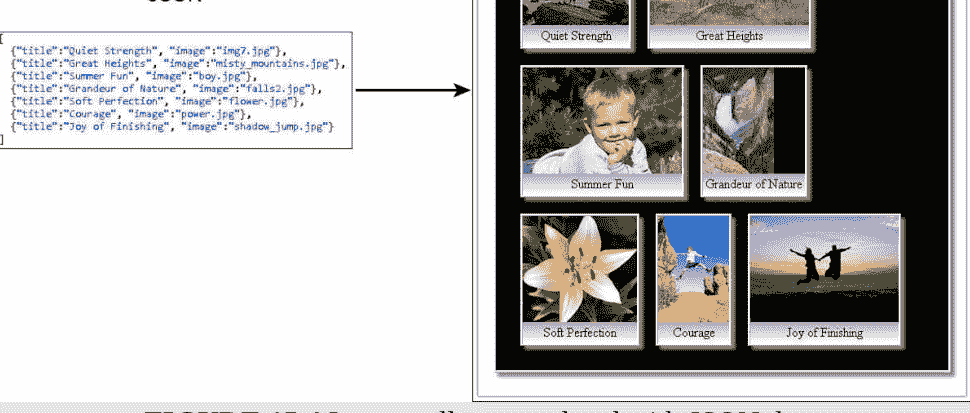 JSON
[
{"title":"Quiet Strength", "image":"img7.jpg"},
{"title":"Great Heights", "image":"misty_mountains.jpg"},
{"title":"Summer Fun", "image":"boy.jpg"},
{"title":"Grandeur of Nature", "image":"falls2.jpg"},
{"title":"Soft Perfection", "image":"flower.jpg"},
{"title":"Courage", "image":"power.jpg"},
{"title":"Joy of Finishing", "image":"shadow_jump.jpg"}
]
Quiet Strength
Great Heights
Summer Fun
Grandeur of Nature
Soft Perfection
Courage
Joy of Finishing